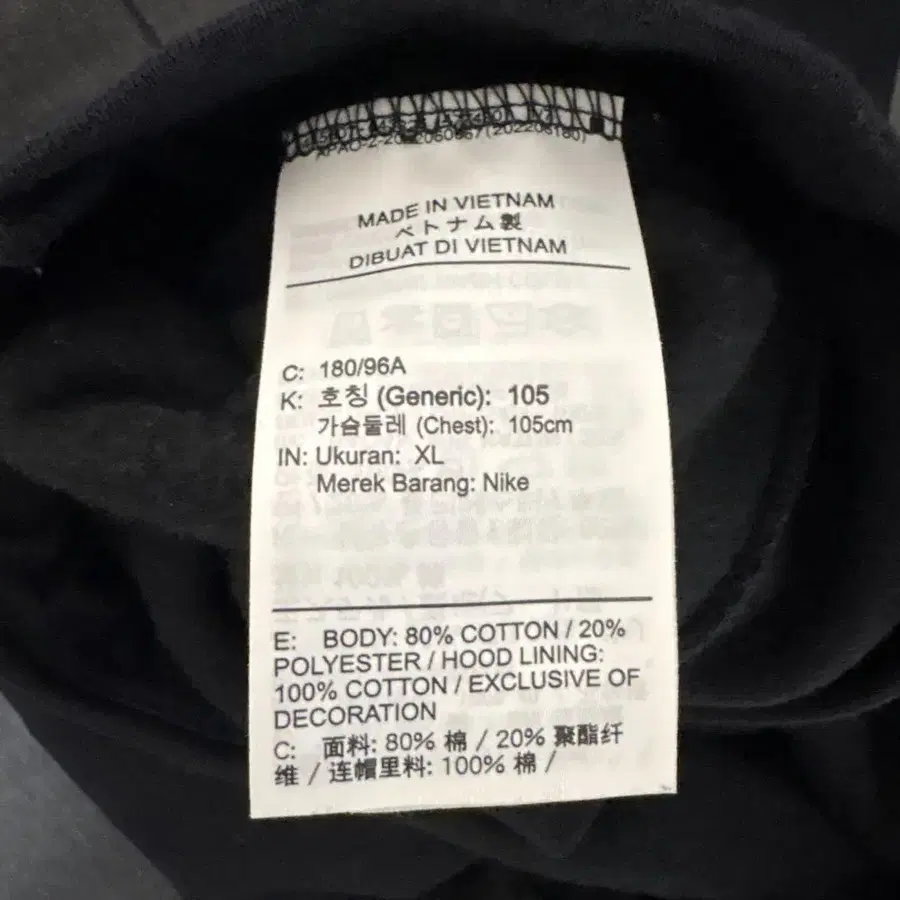 MADE IN VIETNAM
ベトナム製
DIBUAT DI VIETNAM
C: 180/96A
K: 호칭 (Generic): 105
가슴둘레 (Chest): 105cm
IN: Ukuran: XL
Merek Barang: Nike
E: BODY: 80% COTTON / 20%
POLYESTER / HOOD LINING:
100% COTTON / EXCLUSIVE OF
DECORATION
C: 面料: 80% 棉 / 20% 聚酯纤
维 / 连帽里料: 100% 棉 /